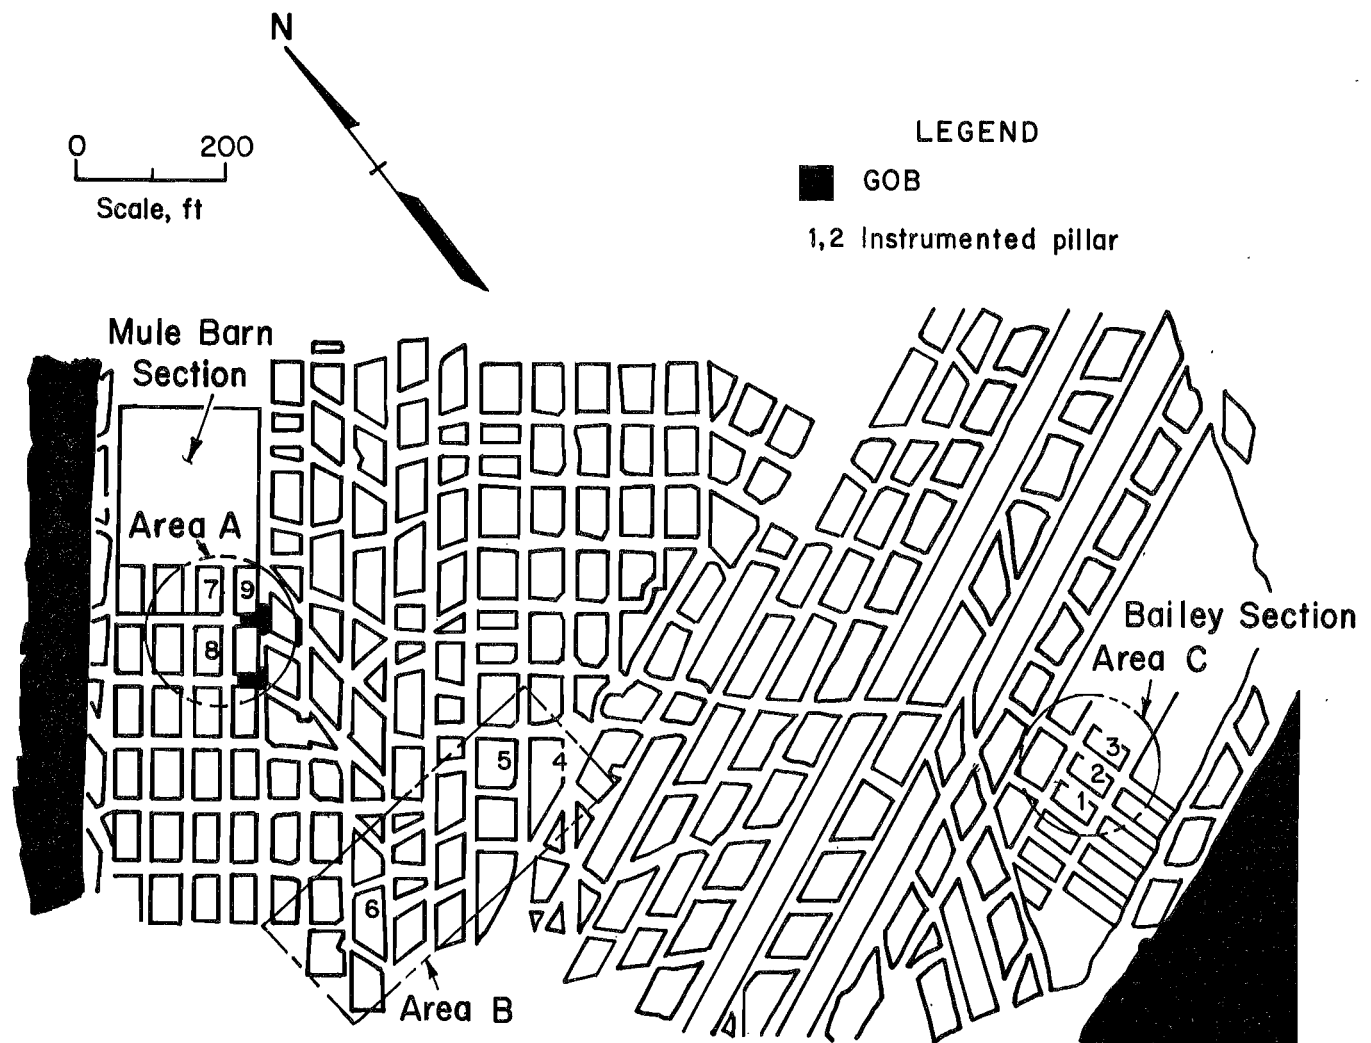 N
0 200
Scale, ft
LEGEND
GOB
1,2 Instrumented pillar
Mule Barn
Section
Area A
7 9
8
Bailey Section
Area C
3
2
1
5 4
6
Area B